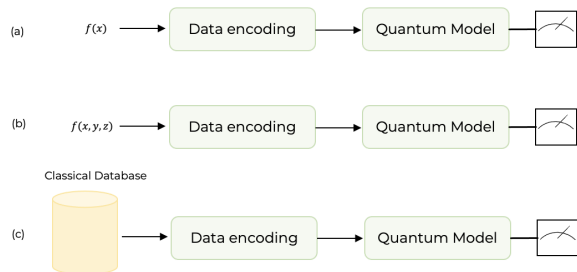 (a) f(x) Data encoding Quantum Model
(b) f(x, y, z) Data encoding Quantum Model
Classical Database
(c) Data encoding Quantum Model